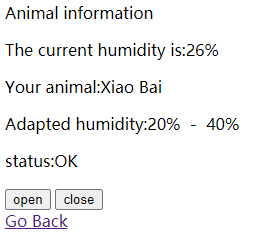 Animal information
The current humidity is:26%
Your animal:Xiao Bai
Adapted humidity:20% - 40%
status:OK
open close
Go Back